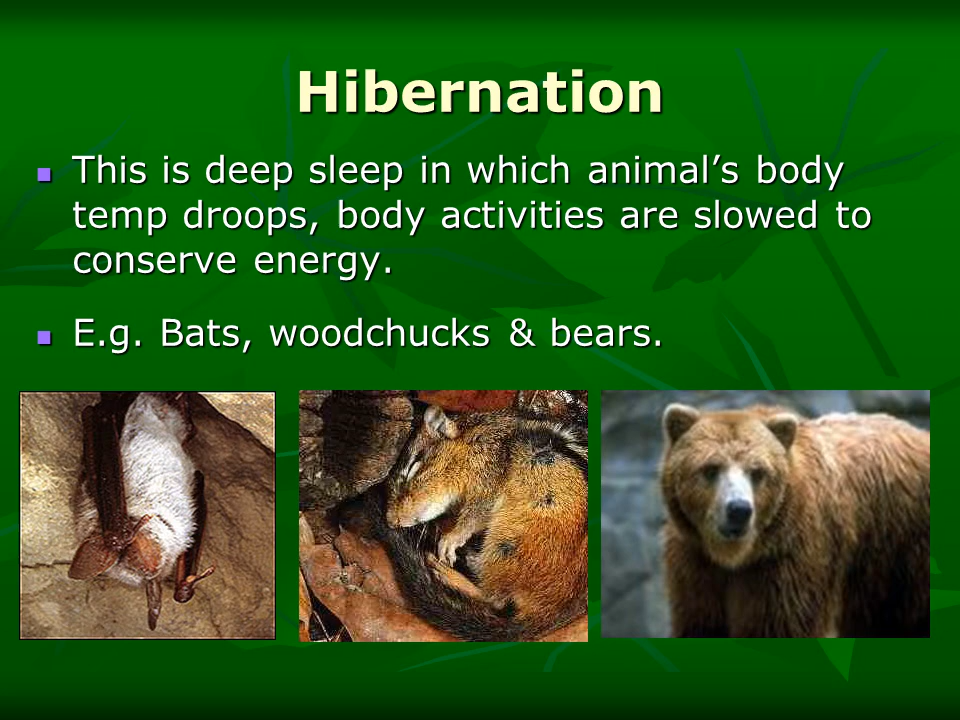 Hibernation
This is deep sleep in which animal’s body
temp droops, body activities are slowed to
conserve energy.
E.g. Bats, woodchucks & bears.